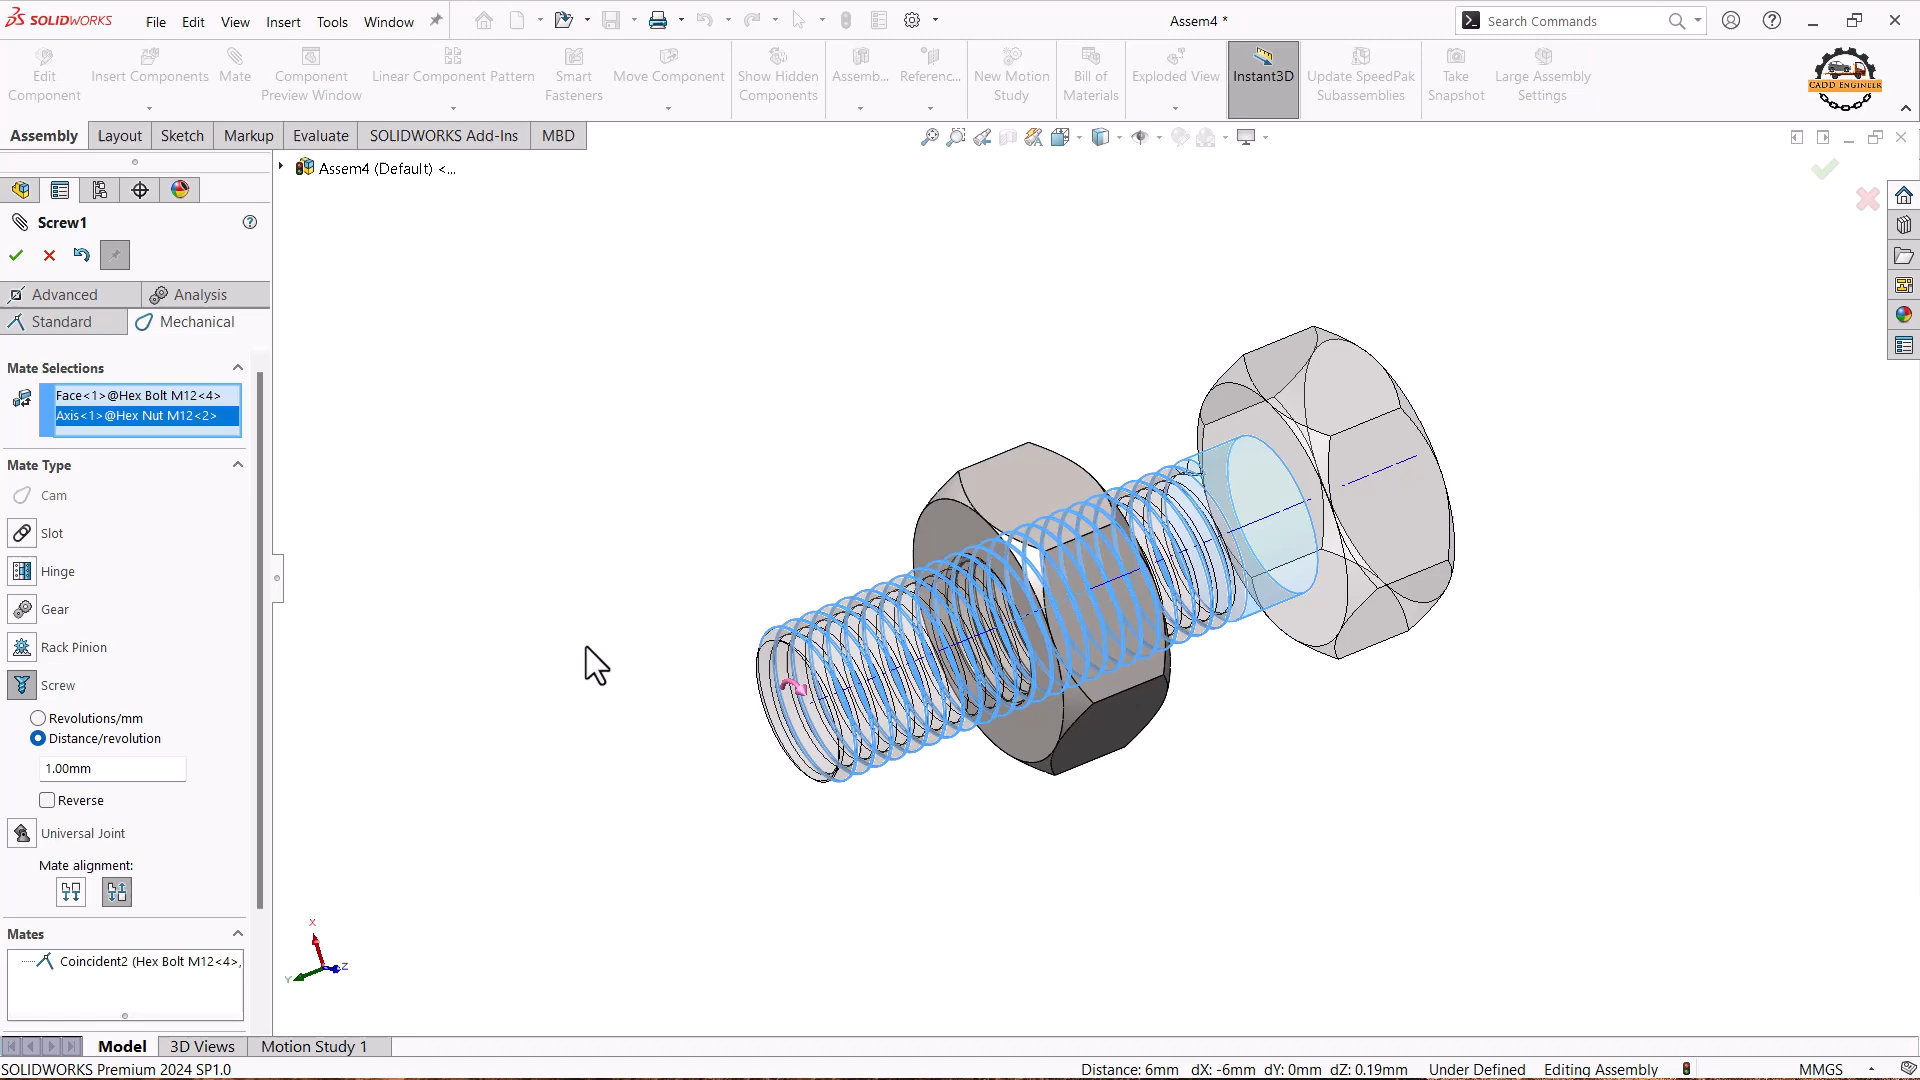 SOLIDWORKS File Edit View Insert Tools Window Assem4 * Search Commands
Edit Component
Insert Components
Mate
Component Preview Window
Linear Component Pattern
Smart Fasteners
Move Component
Show Hidden Components
Assemb...
Referenc...
New Motion Study
Bill of Materials
Exploded View
Instant3D
Update SpeedPak Subassemblies
Take Snapshot
Large Assembly Settings
CADD ENGINEER
Assembly Layout Sketch Markup Evaluate SOLIDWORKS Add-Ins MBD
Assem4 (Default) <...
Screw1
Advanced Analysis
Standard Mechanical
Mate Selections
Face<1>@Hex Bolt M12<4>
Axis<1>@Hex Nut M12<2>
Mate Type
Cam
Slot
Hinge
Gear
Rack Pinion
Screw
Revolutions/mm
Distance/revolution
1.00mm
Reverse
Universal Joint
Mate alignment:
Mates
Coincident2 (Hex Bolt M12<4>,
X
Y
Z
Model 3D Views Motion Study 1
SOLIDWORKS Premium 2024 SP1.0 Distance: 6mm dX: -6mm dY: 0mm dZ: 0.19mm Under Defined Editing Assembly MMGS